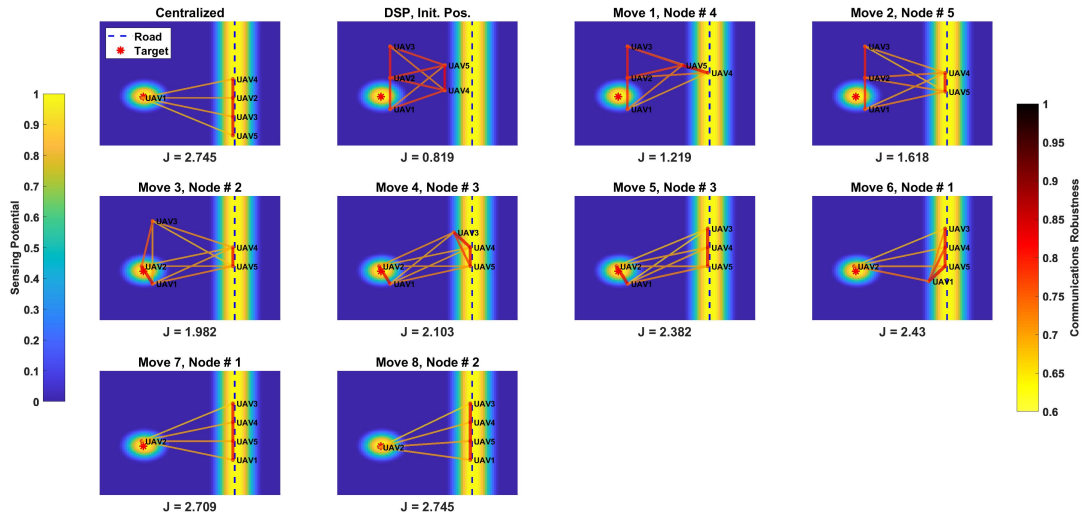 Centralized
DSP, Init. Pos.
Move 1, Node # 4
Move 2, Node # 5
Road
Target
UAV1
UAV4
UAV2
UAV3
UAV5
UAV3
UAV5
UAV2
UAV4
UAV1
UAV3
UAV5
UAV4
UAV2
UAV1
UAV3
UAV4
UAV2
UAV5
UAV1
J = 2.745
J = 0.819
J = 1.219
J = 1.618
Move 3, Node # 2
Move 4, Node # 3
Move 5, Node # 3
Move 6, Node # 1
UAV3
UAV4
UAV2
UAV5
UAV1
UAV3
UAV4
UAV2
UAV5
UAV1
UAV3
UAV4
UAV2
UAV5
UAV1
UAV3
UAV4
UAV2
UAV5
UAV1
J = 1.982
J = 2.103
J = 2.382
J = 2.43
Move 7, Node # 1
Move 8, Node # 2
UAV3
UAV4
UAV2
UAV5
UAV1
UAV3
UAV4
UAV2
UAV5
UAV1
J = 2.709
J = 2.745
Sensing Potential
1
0.9
0.8
0.7
0.6
0.5
0.4
0.3
0.2
0.1
0
Communications Robustness
1
0.95
0.9
0.85
0.8
0.75
0.7
0.65
0.6